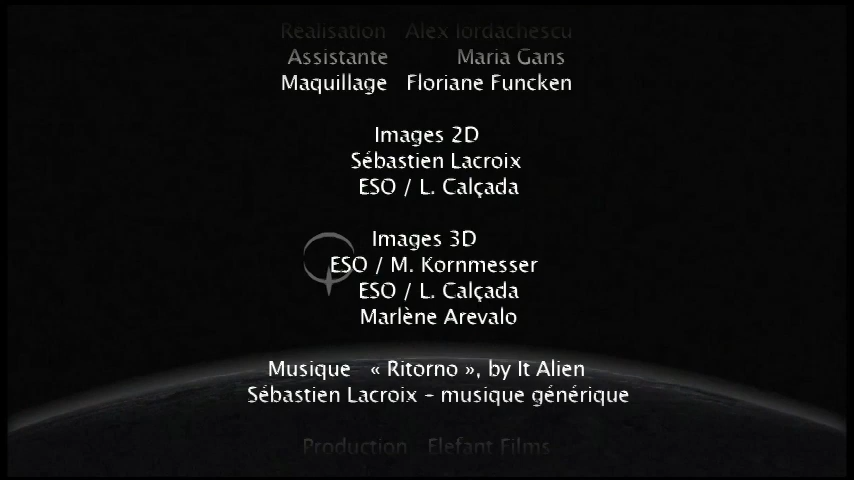 Réalisation Alex Iordachescu
Assistante Maria Gans
Maquillage Floriane Funcken
Images 2D
Sébastien Lacroix
ESO / L. Calçada
Images 3D
ESO / M. Kornmesser
ESO / L. Calçada
Marlène Arevalo
Musique « Ritorno », by It Alien
Sébastien Lacroix - musique générique
Production Elefant Films